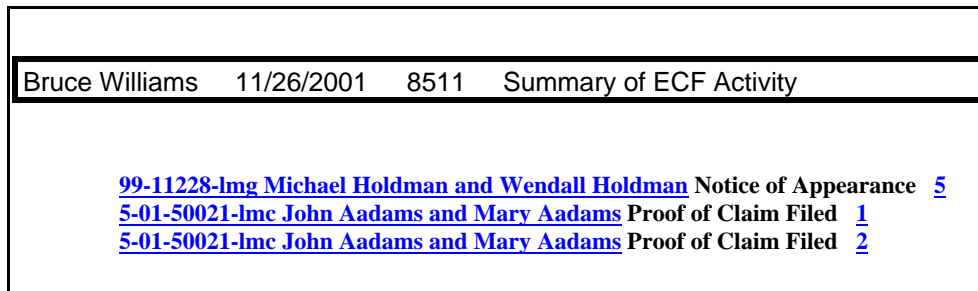 Bruce Williams 11/26/2001 8511 Summary of ECF Activity
99-11228-lmg Michael Holdman and Wendall Holdman Notice of Appearance 5
5-01-50021-lmc John Aadams and Mary Aadams Proof of Claim Filed 1
5-01-50021-lmc John Aadams and Mary Aadams Proof of Claim Filed 2